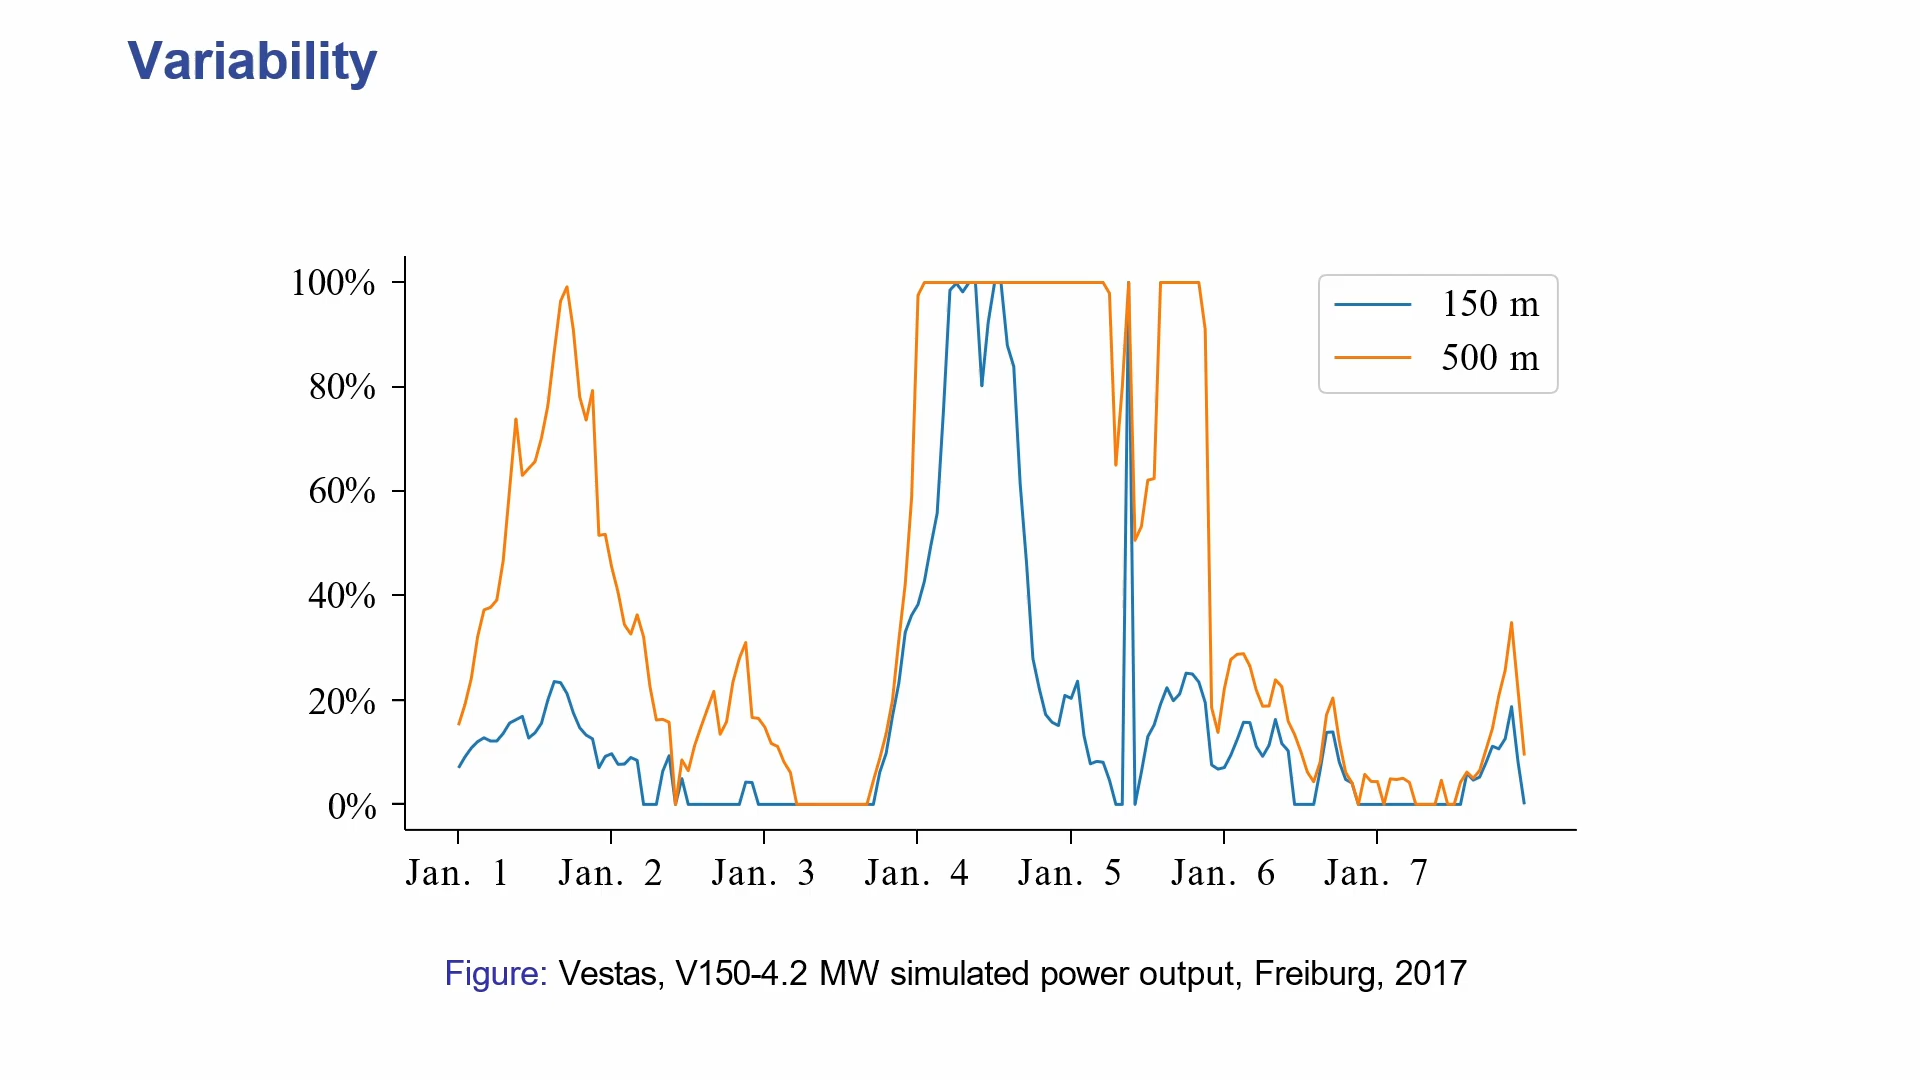 Variability
100%
80%
60%
40%
20%
0%
150 m
500 m
Jan. 1 Jan. 2 Jan. 3 Jan. 4 Jan. 5 Jan. 6 Jan. 7
Figure: Vestas, V150-4.2 MW simulated power output, Freiburg, 2017